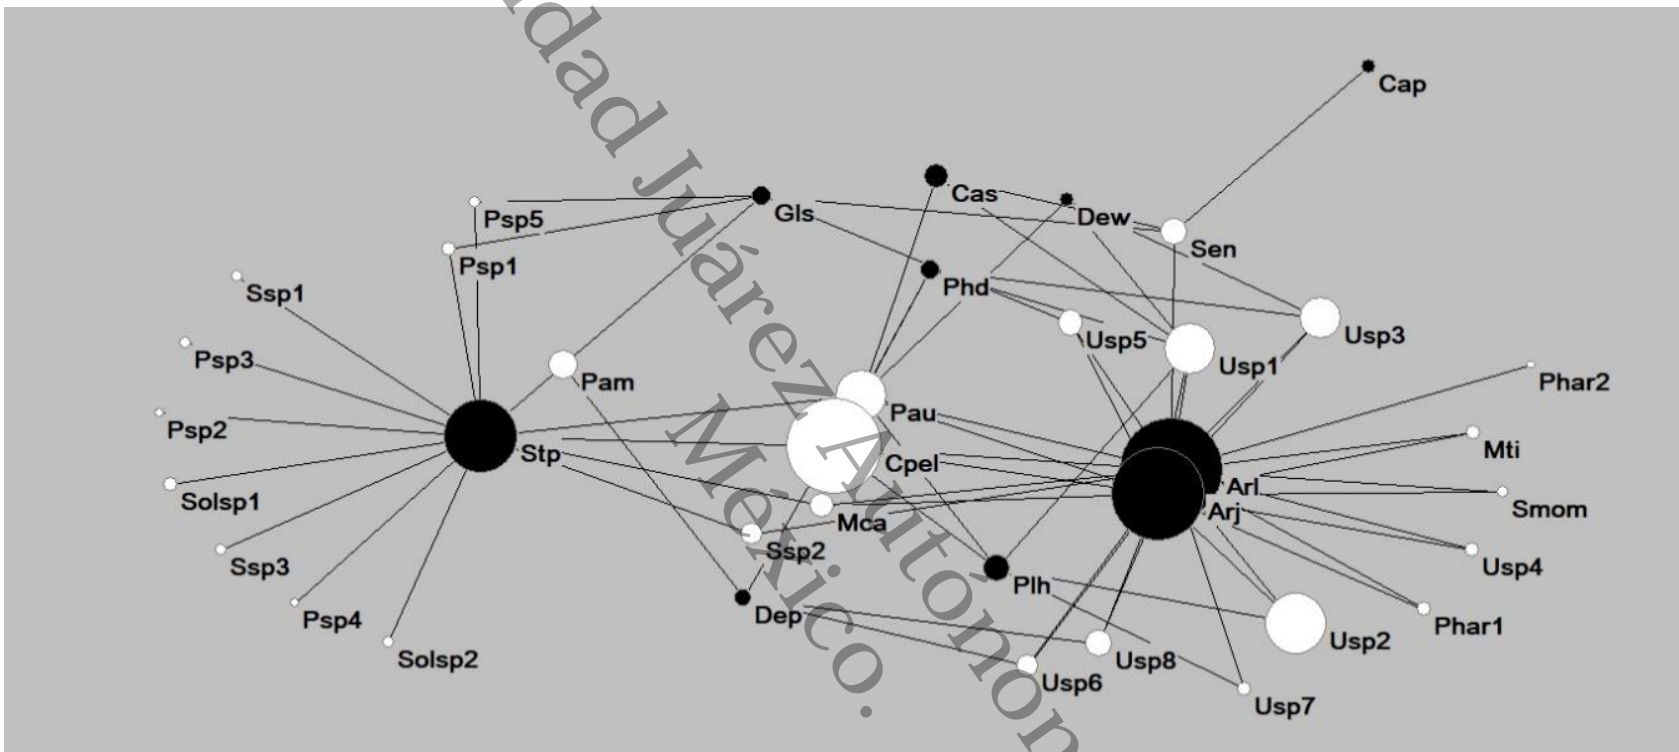 Cap
Cas
Gls
Dew
Psp5
Sen
Psp1
Phd
Ssp1
Usp3
Usp5
Psp3
Usp1
Pam
Phar2
Pau
Psp2
Stp
Mti
Cpel
Arl
Solsp1
Arj
Smom
Mca
Ssp2
Ssp3
Usp4
Plh
Dep
Psp4
Phar1
Usp2
Solsp2
Usp8
Usp6
Usp7
Juárez Autónoma
México.